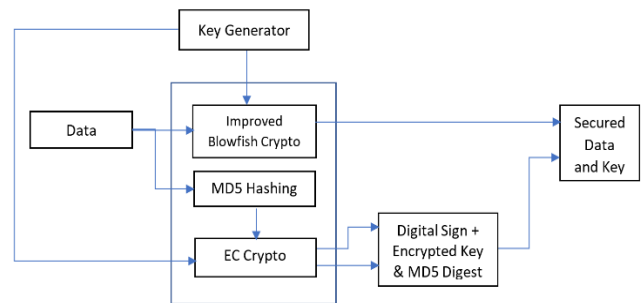 Key Generator
Improved
Blowfish Crypto
Data
Secured
Data
and Key
MD5 Hashing
EC Crypto
Digital Sign +
Encrypted Key
& MD5 Digest